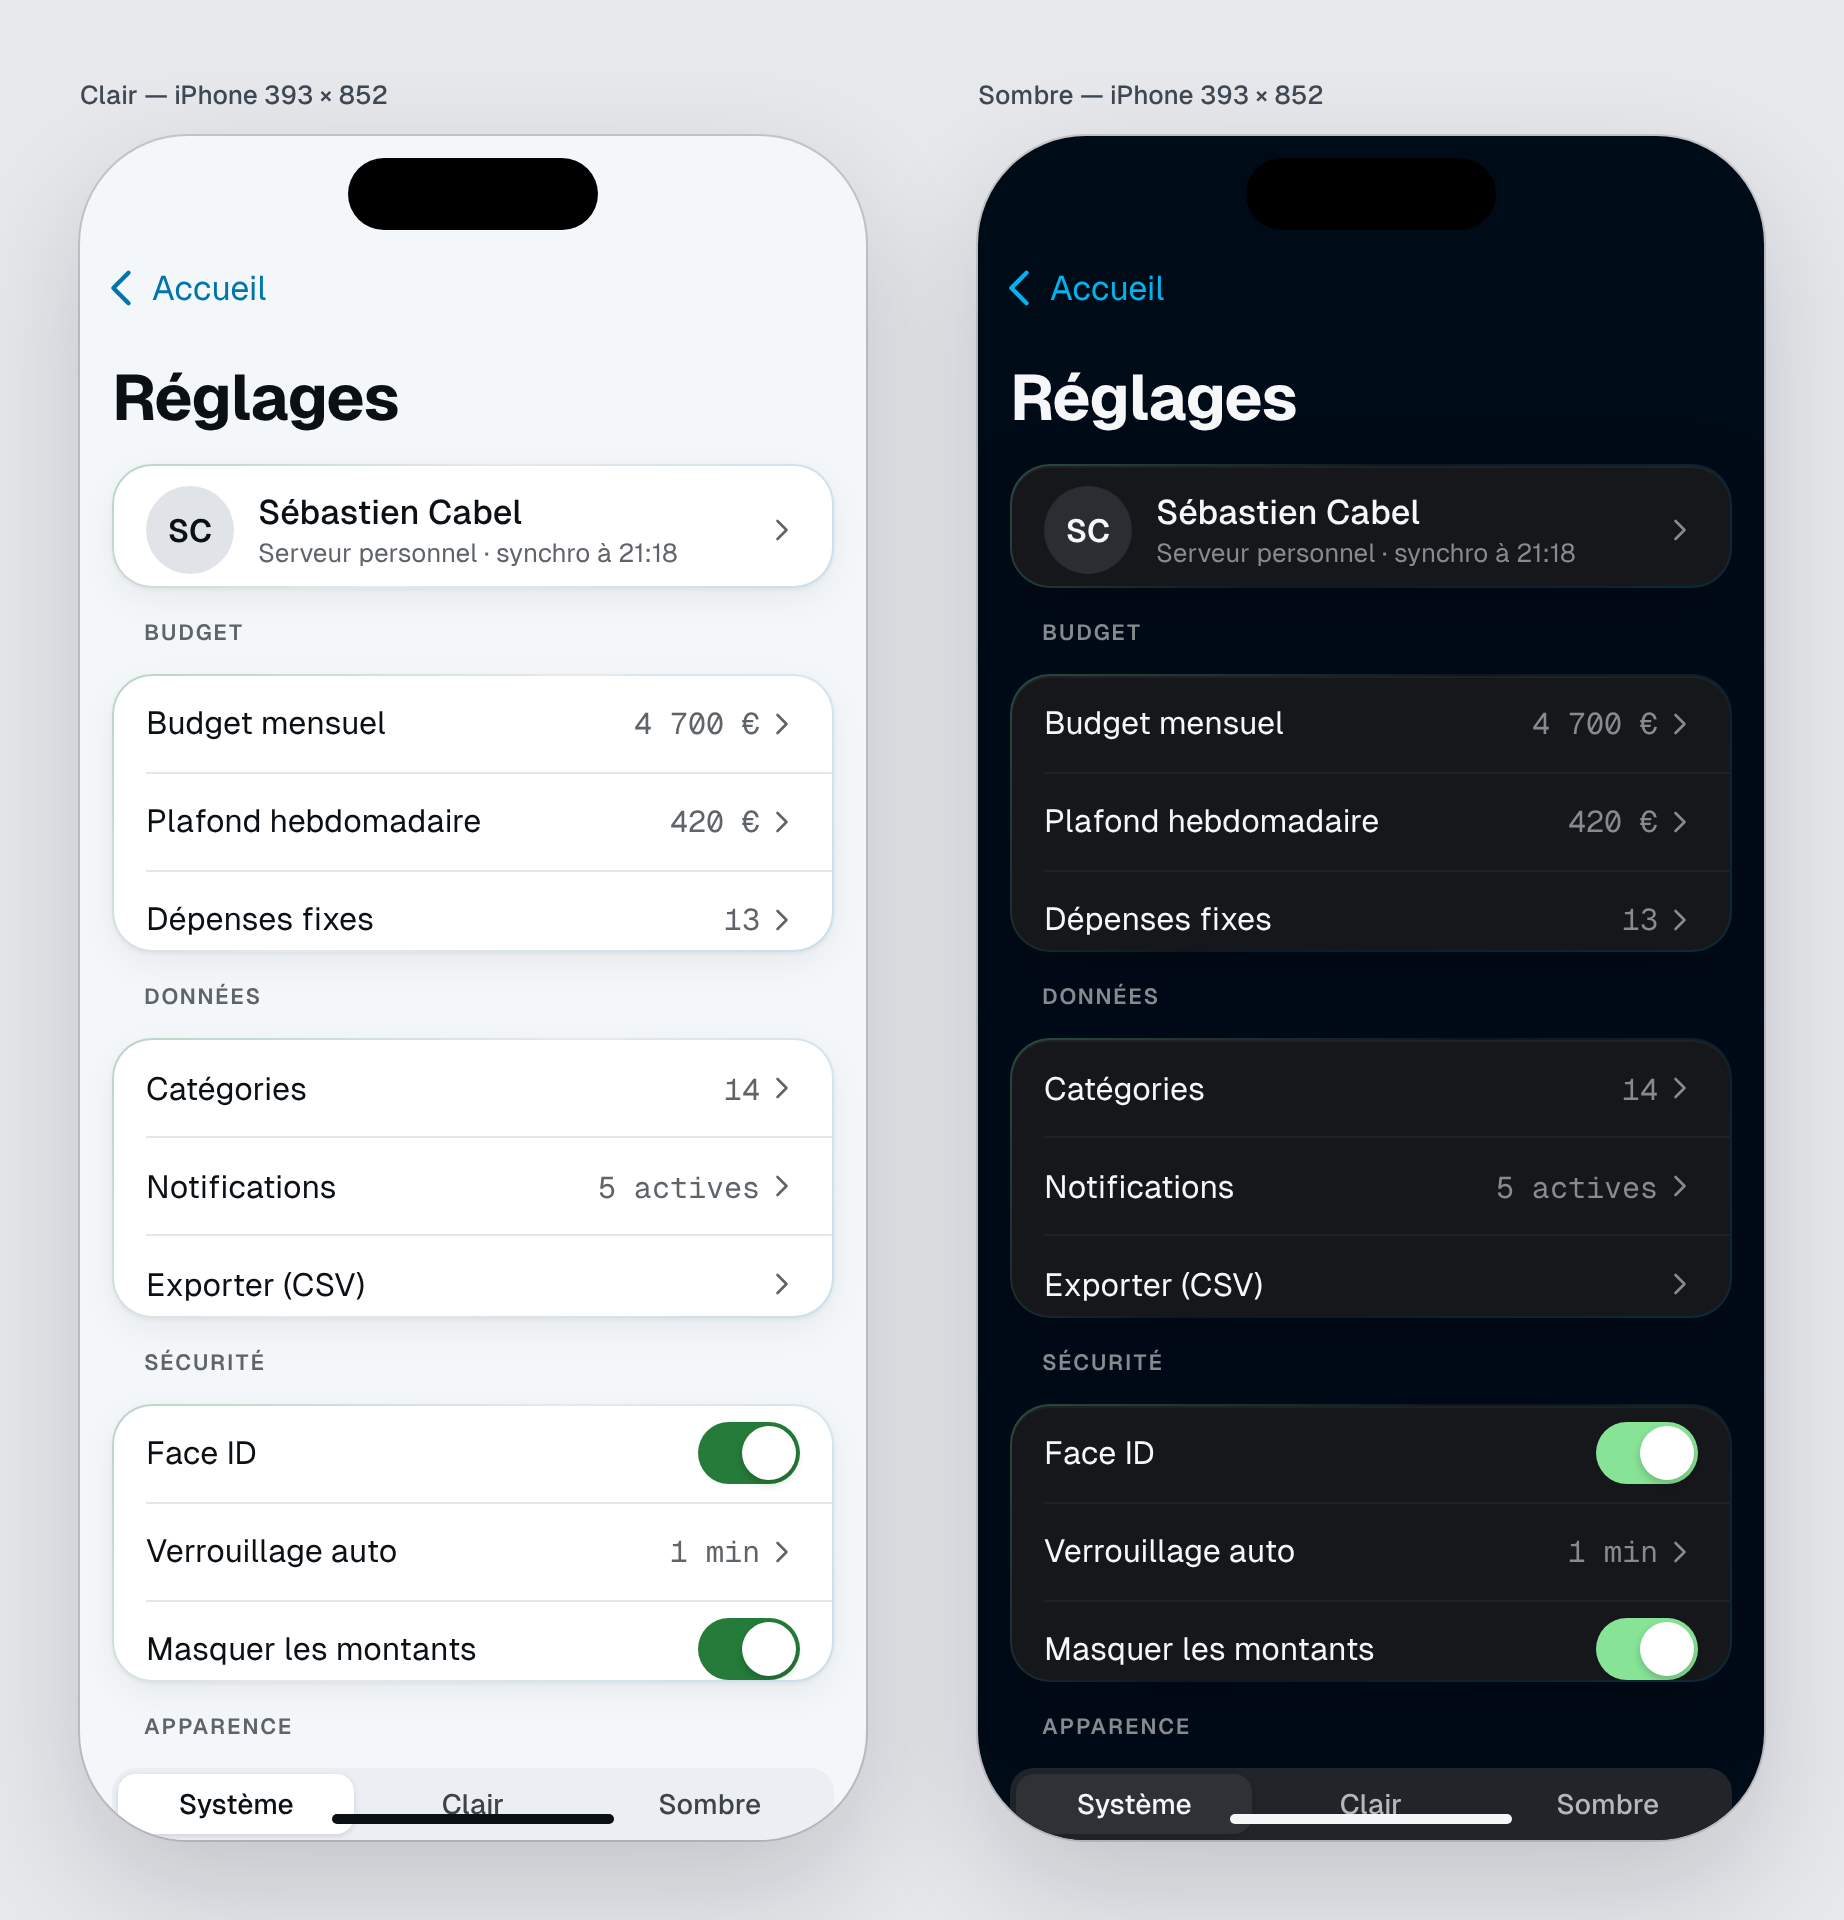 Clair — iPhone 393 × 852
Accueil
Réglages
SC
Sébastien Cabel
Serveur personnel · synchro à 21:18
BUDGET
Budget mensuel 4 700 €
Plafond hebdomadaire 420 €
Dépenses fixes 13
DONNÉES
Catégories 14
Notifications 5 actives
Exporter (CSV)
SÉCURITÉ
Face ID
Verrouillage auto 1 min
Masquer les montants
APPARENCE
Système Clair Sombre
Sombre — iPhone 393 × 852
Accueil
Réglages
SC
Sébastien Cabel
Serveur personnel · synchro à 21:18
BUDGET
Budget mensuel 4 700 €
Plafond hebdomadaire 420 €
Dépenses fixes 13
DONNÉES
Catégories 14
Notifications 5 actives
Exporter (CSV)
SÉCURITÉ
Face ID
Verrouillage auto 1 min
Masquer les montants
APPARENCE
Système Clair Sombre